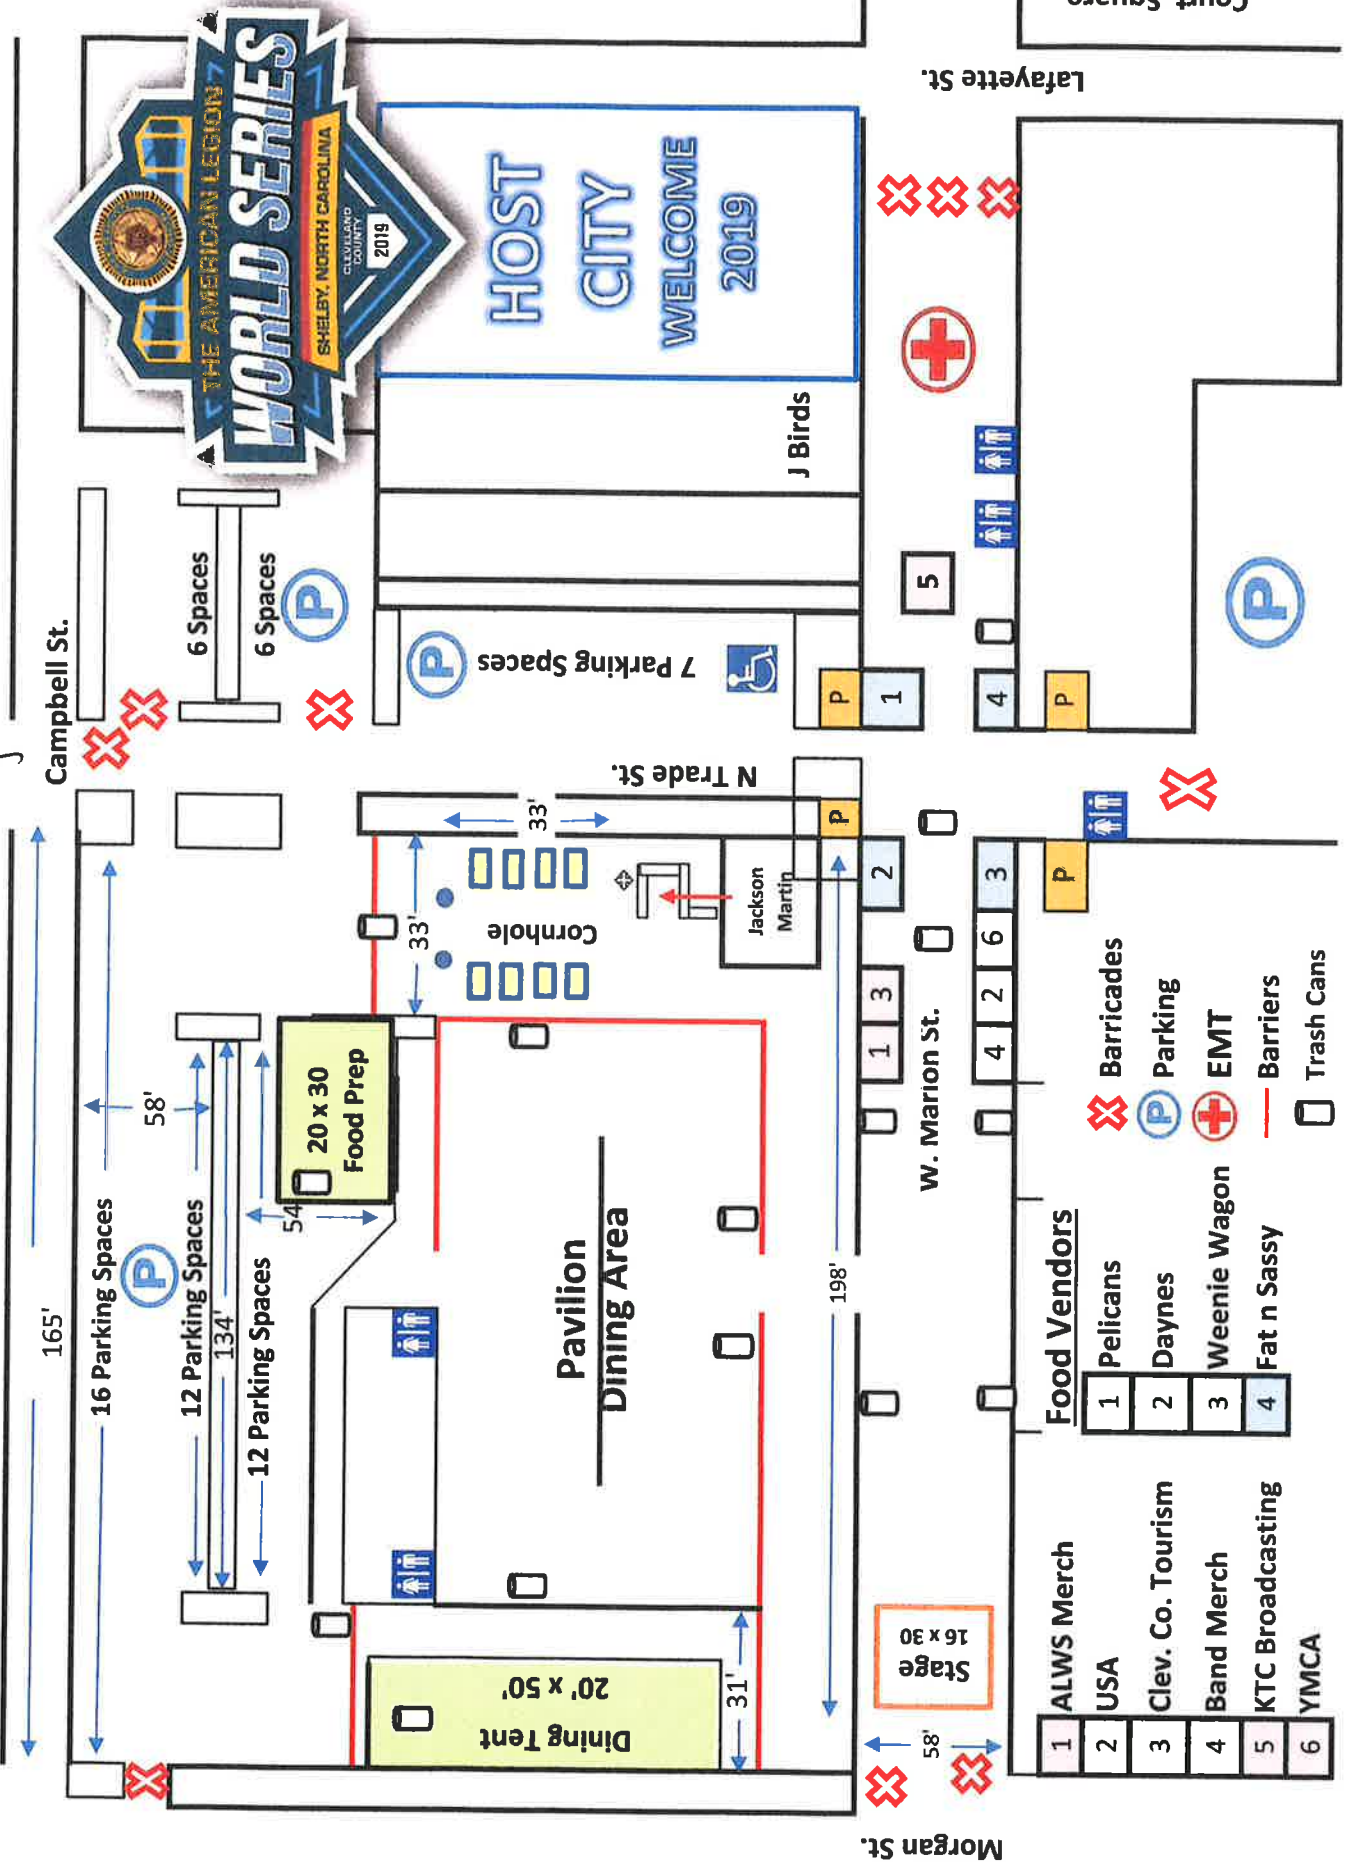 Court Square
Lafayette St.
THE AMERICAN LEGION
WORLD SERIES
SHELBY, NORTH CAROLINA
CLEVELAND
COUNTY
2019
HOST
CITY
WELCOME
2019
J Birds
Campbell St.
6 Spaces
6 Spaces
P
P
7 Parking Spaces
P
1
4
P
5
P
N Trade St.
165'
16 Parking Spaces
58'
12 Parking Spaces
134'
12 Parking Spaces
P
54
20 x 30
Food Prep
33'
33'
Cornhole
Jackson
Martin
P
2
3
P
1
3
4
2
6
W. Marion St.
Pavilion
Dining Area
198'
Dining Tent
20' x 50'
31'
Stage
16 x 30
58'
Morgan St.
1 ALWS Merch
2 USA
3 Clev. Co. Tourism
4 Band Merch
5 KTC Broadcasting
6 YMCA
Food Vendors
1 Pelicans
2 Daynes
3 Weenie Wagon
4 Fat n Sassy
Barricades
P Parking
EMT
Barriers
Trash Cans